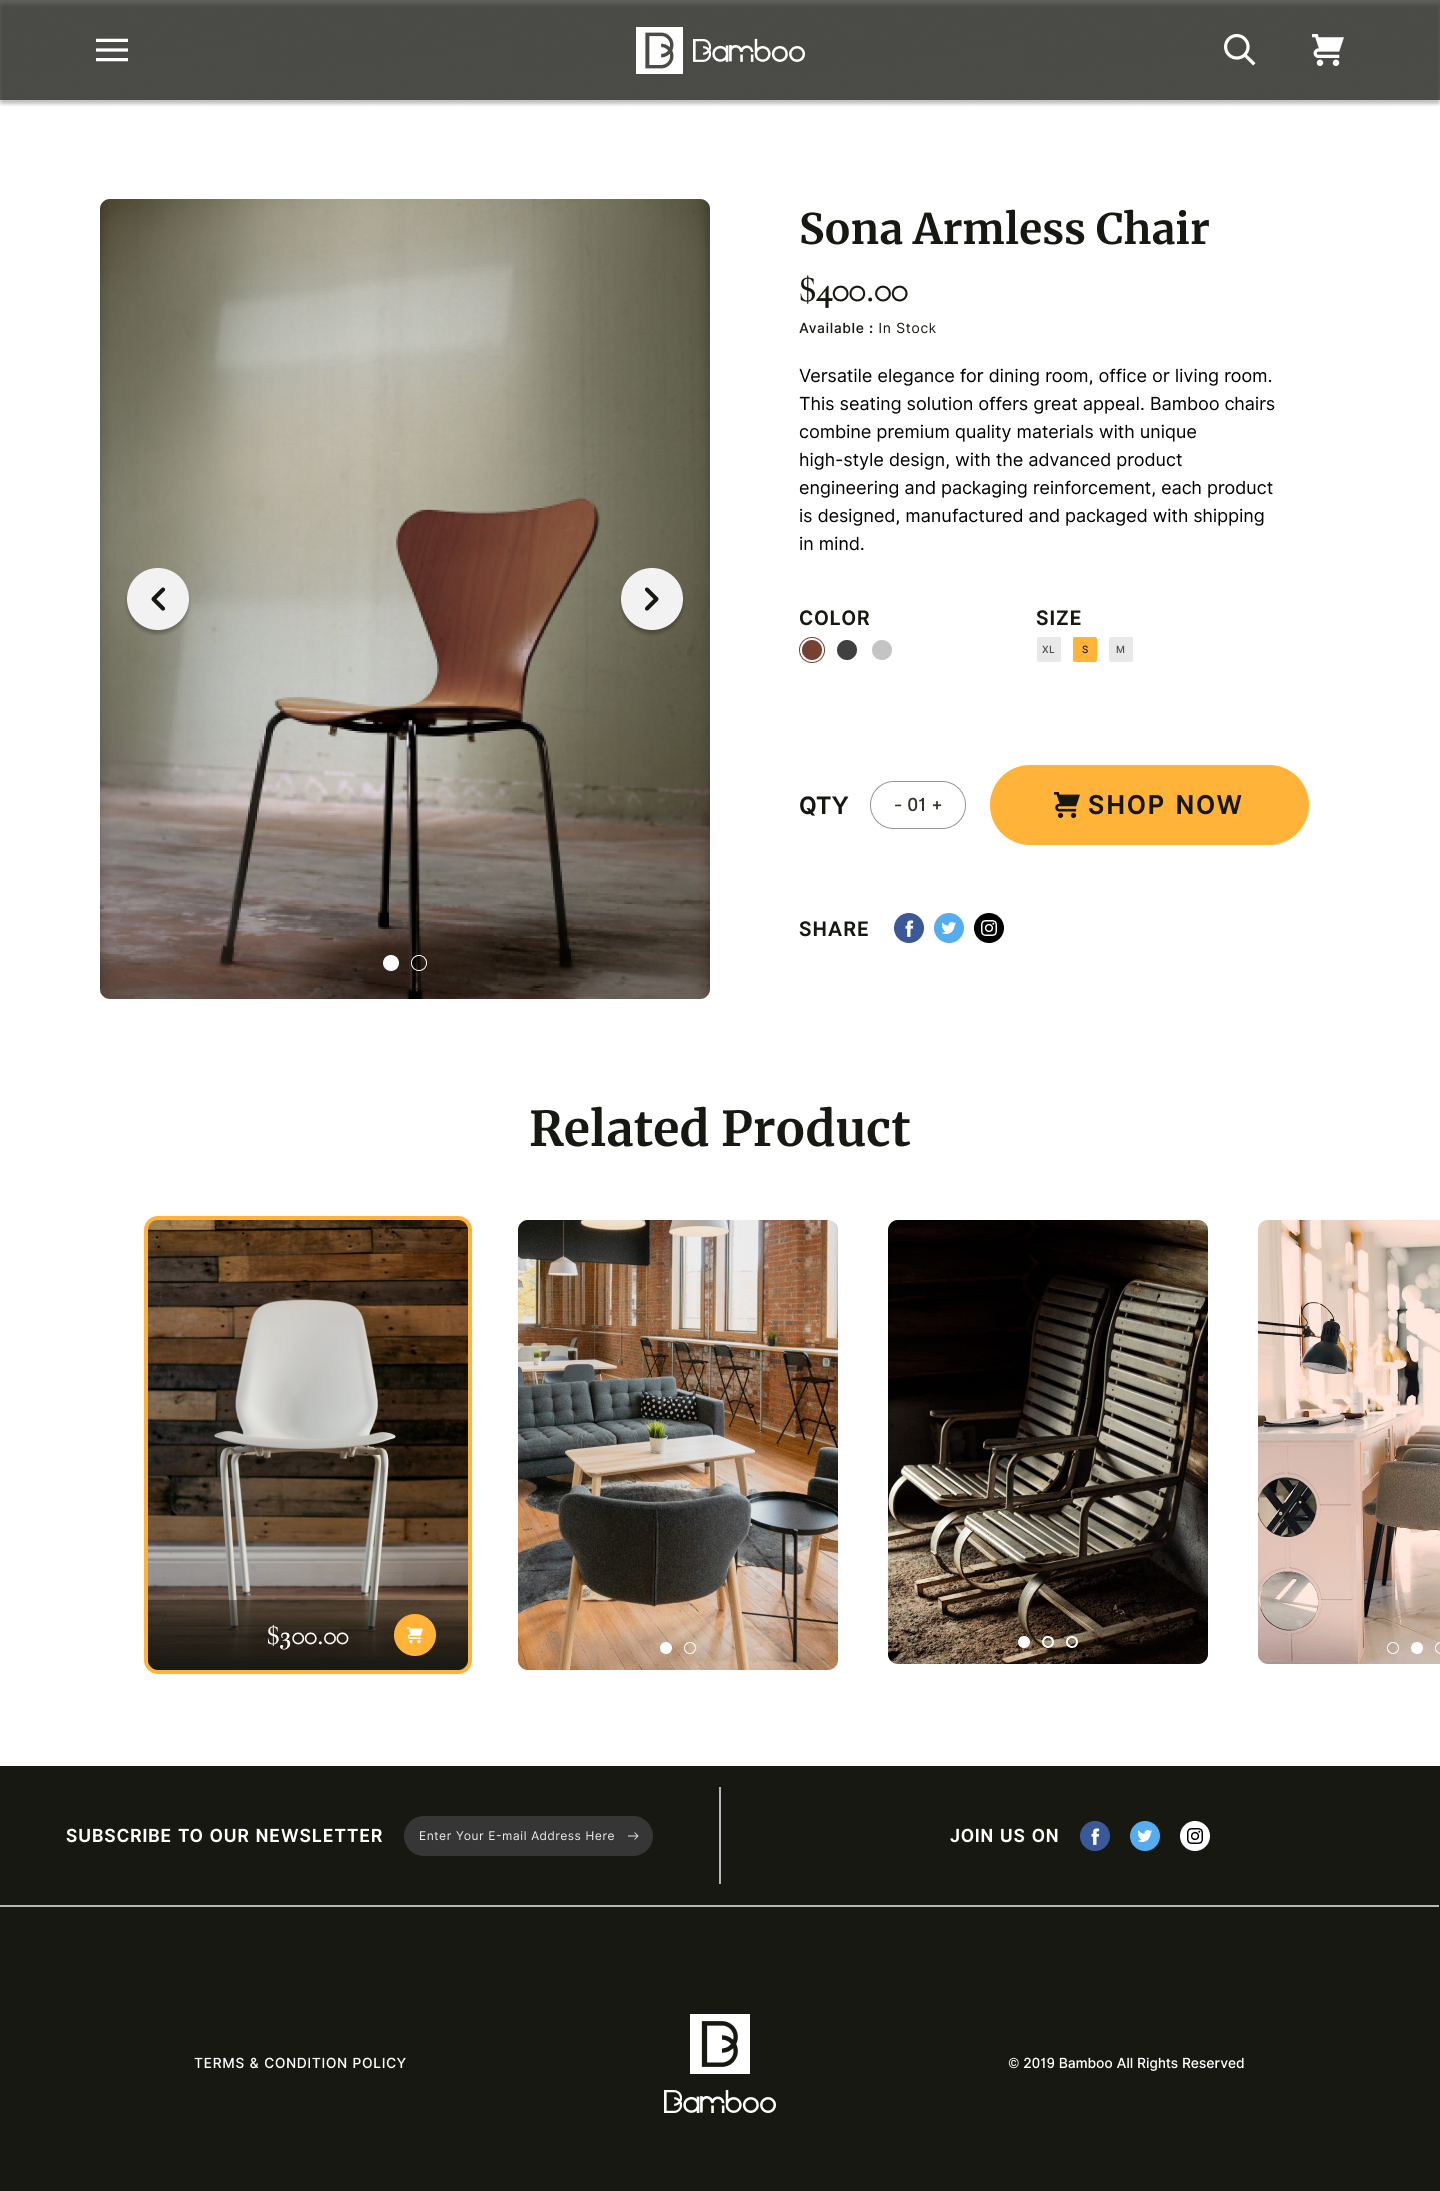 Bamboo
Sona Armless Chair
$400.00
Available : In Stock
Versatile elegance for dining room, office or living room.
This seating solution offers great appeal. Bamboo chairs
combine premium quality materials with unique
high-style design, with the advanced product
engineering and packaging reinforcement, each product
is designed, manufactured and packaged with shipping
in mind.
COLOR
SIZE
XL S M
QTY
- 01 +
SHOP NOW
SHARE
Related Product
$300.00
SUBSCRIBE TO OUR NEWSLETTER
Enter Your E-mail Address Here →
JOIN US ON
TERMS & CONDITION POLICY
Bamboo
© 2019 Bamboo All Rights Reserved